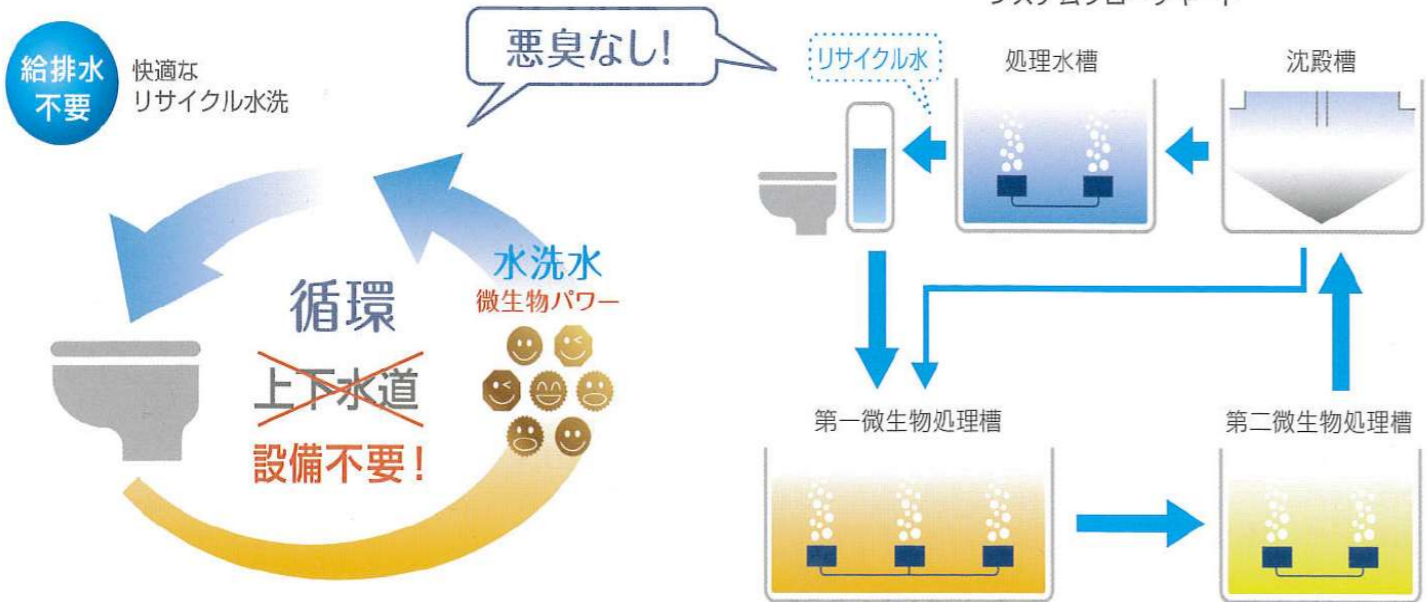 給排水
不要
快適な
リサイクル水洗
悪臭なし!
循環
上下水道
設備不要!
水洗水
微生物パワー
リサイクル水
処理水槽
沈殿槽
第一微生物処理槽
第二微生物処理槽